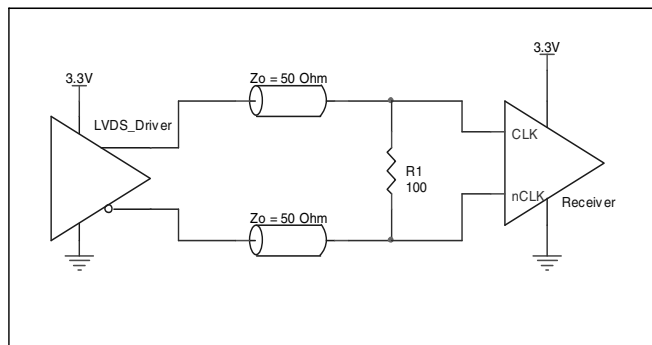 3.3V
LVDS_Driver
Zo = 50 Ohm
Zo = 50 Ohm
R1
100
3.3V
CLK
nCLK
Receiver